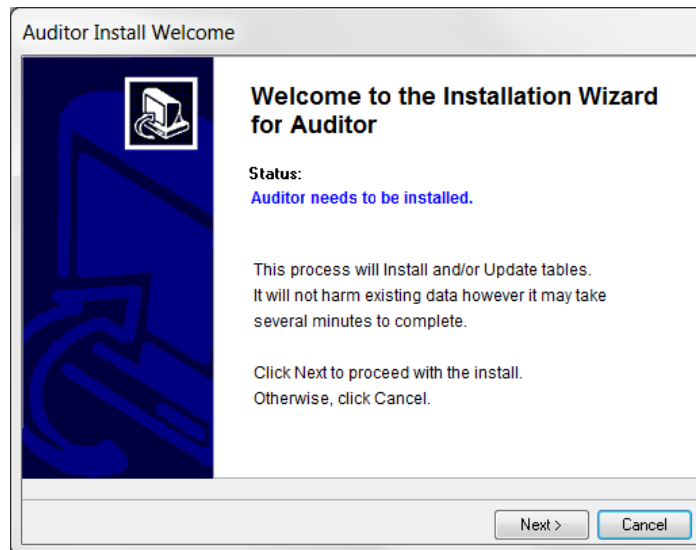 Auditor Install Welcome
Welcome to the Installation Wizard
for Auditor
Status:
Auditor needs to be installed.
This process will Install and/or Update tables.
It will not harm existing data however it may take
several minutes to complete.
Click Next to proceed with the install.
Otherwise, click Cancel.
Next >
Cancel